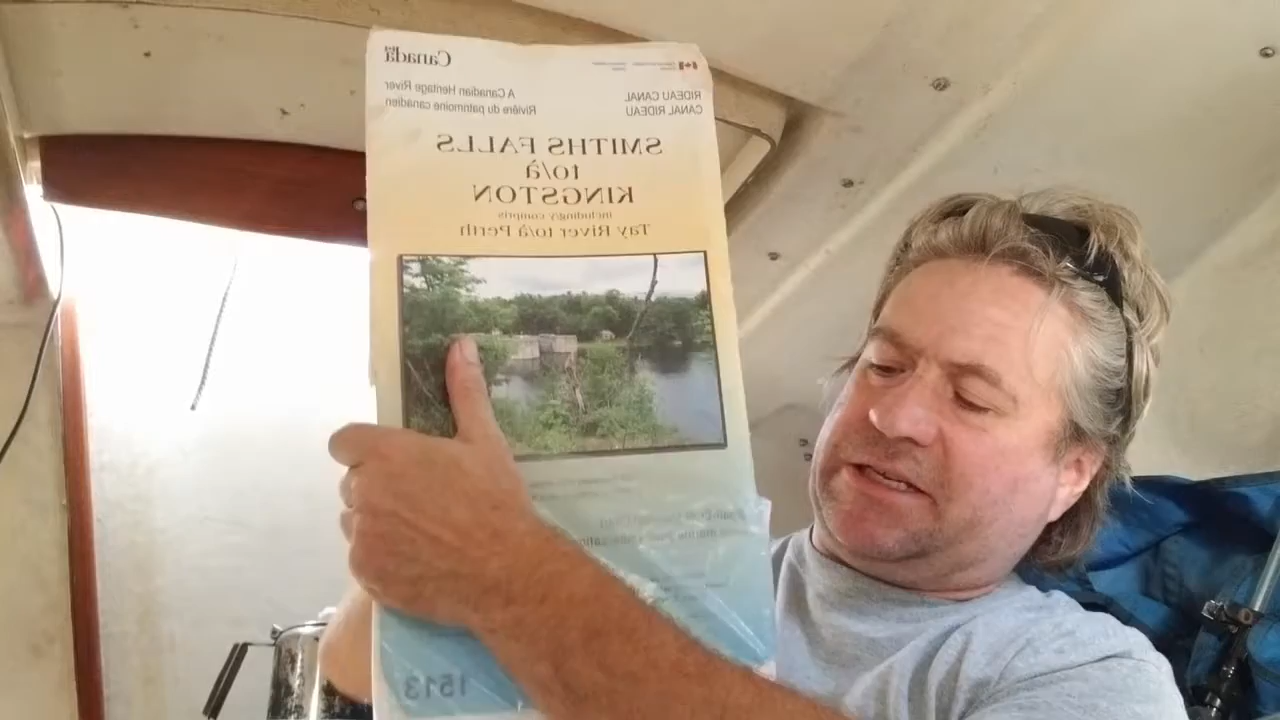 Canada
RIDEAU CANAL
CANAL RIDEAU
A Canadian Heritage River
Rivière du patrimoine canadien
SMITHS FALLS
to/à
KINGSTON
including/y compris
Tay River to/à Perth
1513